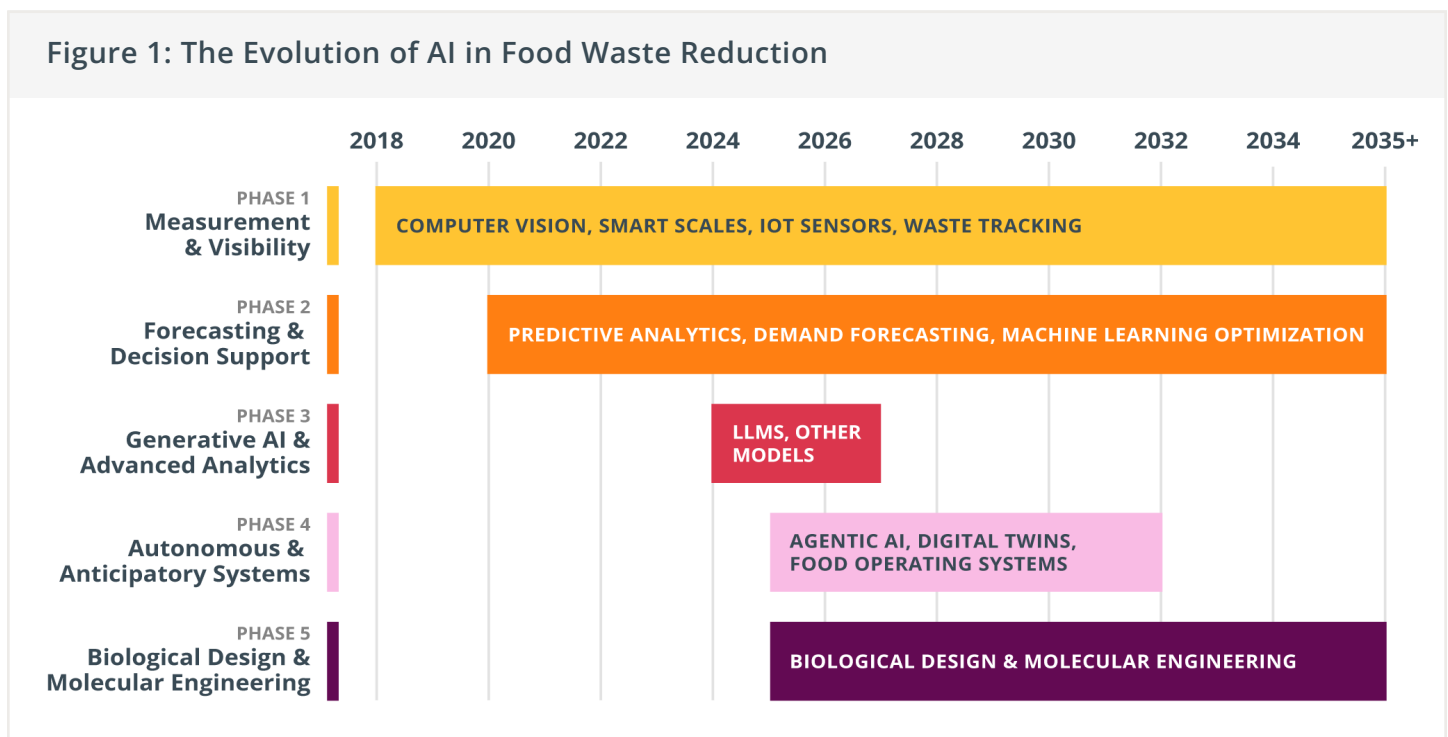 Figure 1: The Evolution of AI in Food Waste Reduction
2018 2020 2022 2024 2026 2028 2030 2032 2034 2035+
PHASE 1
Measurement
& Visibility
COMPUTER VISION, SMART SCALES, IOT SENSORS, WASTE TRACKING
PHASE 2
Forecasting &
Decision Support
PREDICTIVE ANALYTICS, DEMAND FORECASTING, MACHINE LEARNING OPTIMIZATION
PHASE 3
Generative AI &
Advanced Analytics
LLMS, OTHER
MODELS
PHASE 4
Autonomous &
Anticipatory Systems
AGENTIC AI, DIGITAL TWINS,
FOOD OPERATING SYSTEMS
PHASE 5
Biological Design &
Molecular Engineering
BIOLOGICAL DESIGN & MOLECULAR ENGINEERING